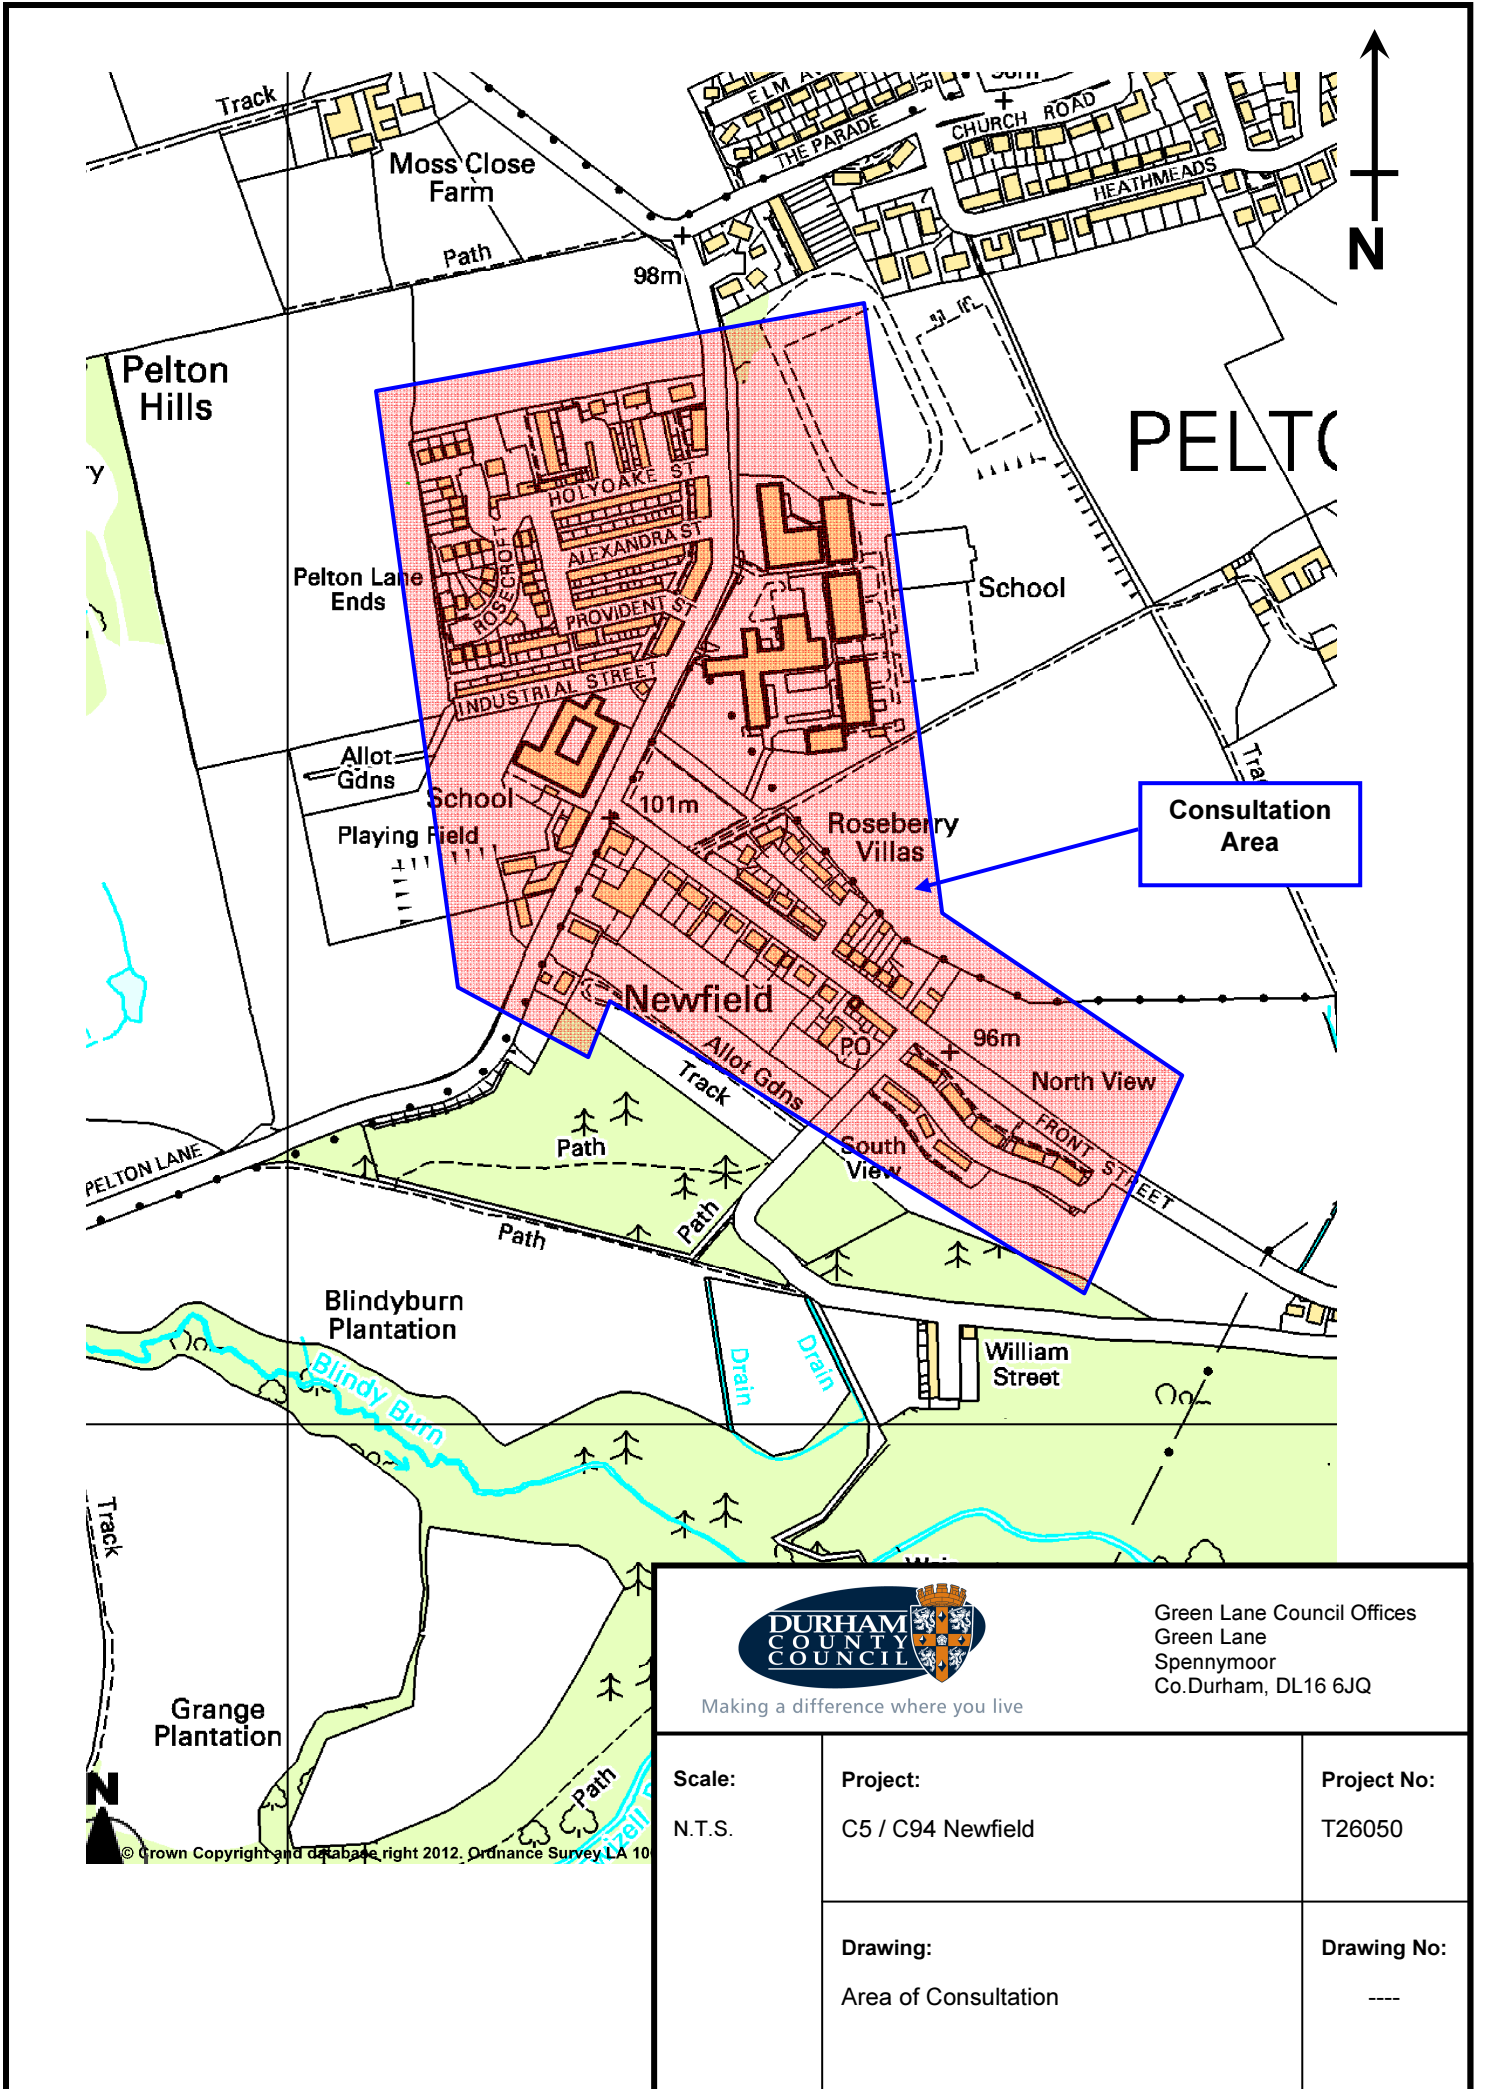 Track
Moss Close
Farm
Path
98m
ELM
THE PARADE
CHURCH ROAD
HEATHMEADS
N
Pelton
Hills
HOLYOAKE ST
ALEXANDRA ST
ROSECROFT
PROVIDENT ST
INDUSTRIAL STREET
Pelton Lane
Ends
School
Allot
Gdns
School
Playing Field
101m
Roseberry
Villas
Consultation
Area
Newfield
PO
96m
Allot Gdns
Track
North View
FRONT STREET
South
View
Path
Path
Path
PELTON LANE
Blindyburn
Plantation
Blindy Burn
Drain
Drain
William
Street
Track
Grange
Plantation
Path
N
© Crown Copyright and database right 2012. Ordnance Survey LA
DURHAM
COUNTY
COUNCIL
Making a difference where you live
Green Lane Council Offices
Green Lane
Spennymoor
Co.Durham, DL16 6JQ
Scale:
N.T.S.
Project:
C5 / C94 Newfield
Project No:
T26050
Drawing:
Area of Consultation
Drawing No:
----